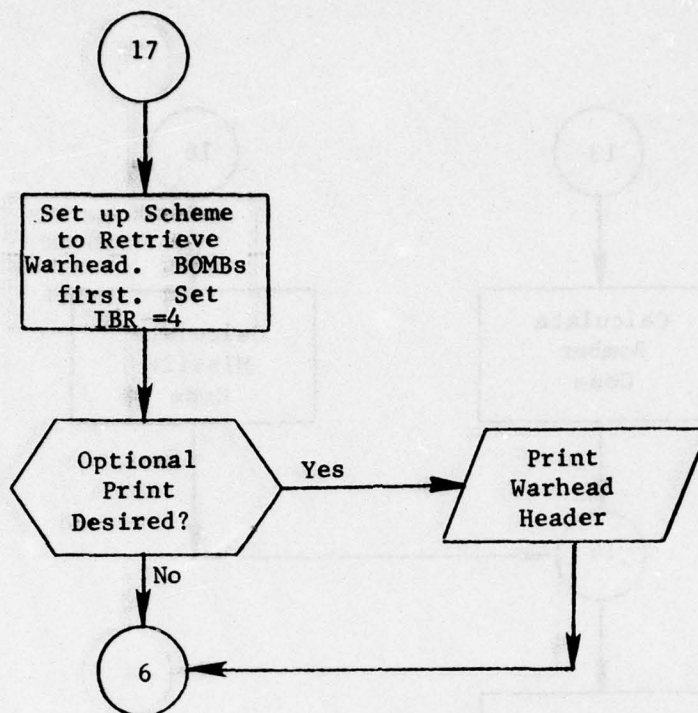 17
Set up Scheme
to Retrieve
Warhead. BOMBs
first. Set
IBR =4
Optional
Print
Desired?
Yes
Print
Warhead
Header
No
6